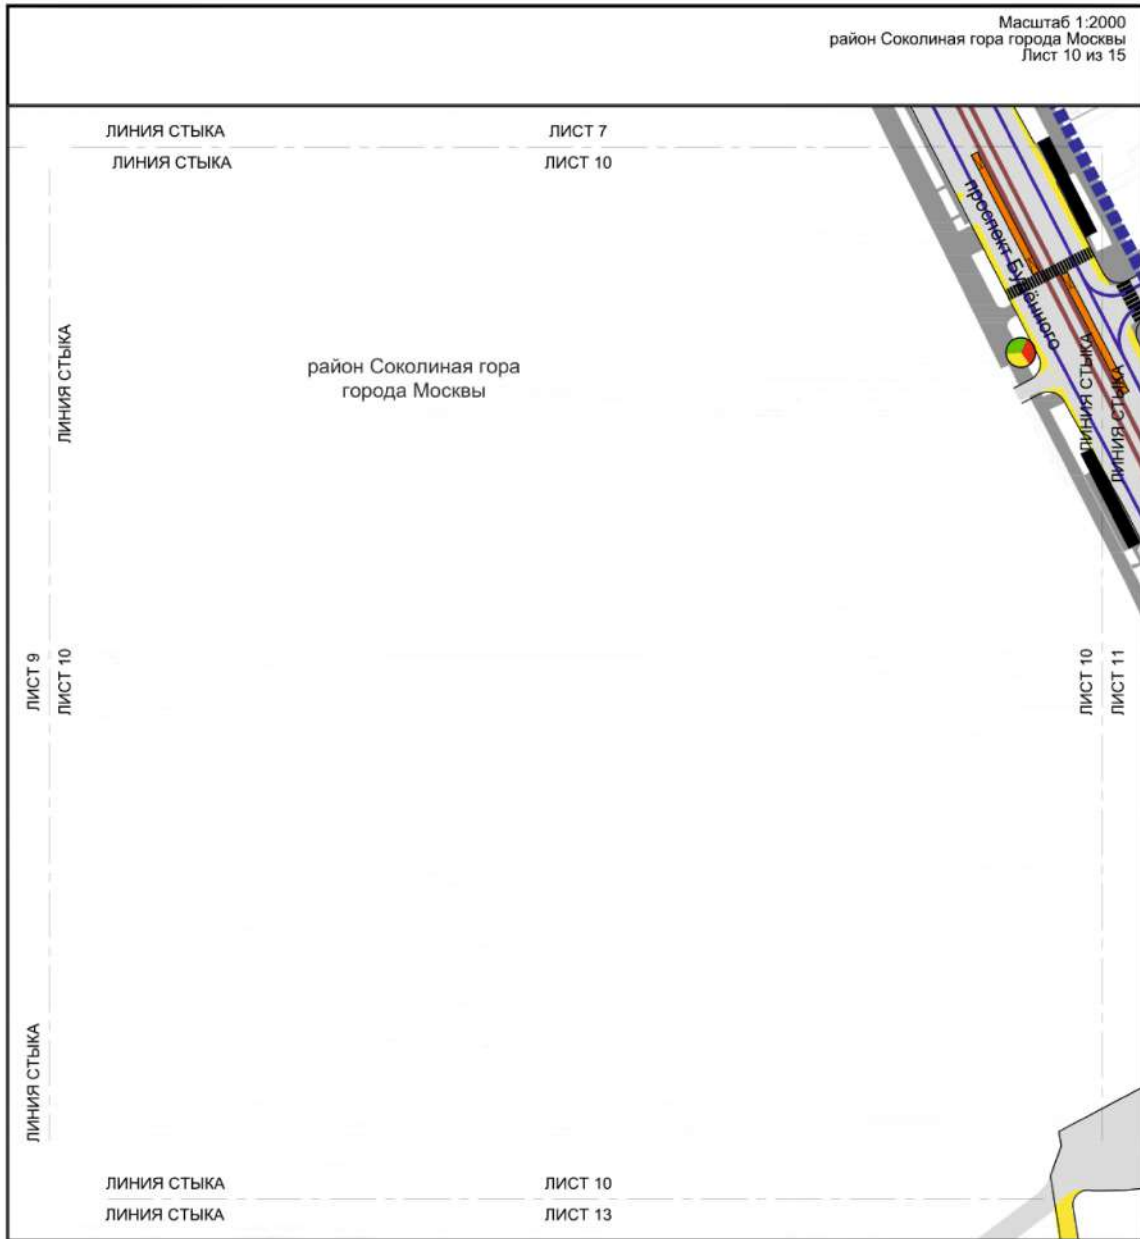 Масштаб 1:2000
район Соколиная гора города Москвы
Лист 10 из 15
ЛИНИЯ СТЫКА
ЛИСТ 7
ЛИНИЯ СТЫКА
ЛИСТ 10
проспект Будённого
ЛИНИЯ СТЫКА
район Соколиная гора
города Москвы
ЛИНИЯ СТЫКА
ЛИНИЯ СТЫКА
ЛИСТ 9
ЛИСТ 10
ЛИСТ 10
ЛИСТ 11
ЛИНИЯ СТЫКА
ЛИНИЯ СТЫКА
ЛИСТ 10
ЛИНИЯ СТЫКА
ЛИСТ 13